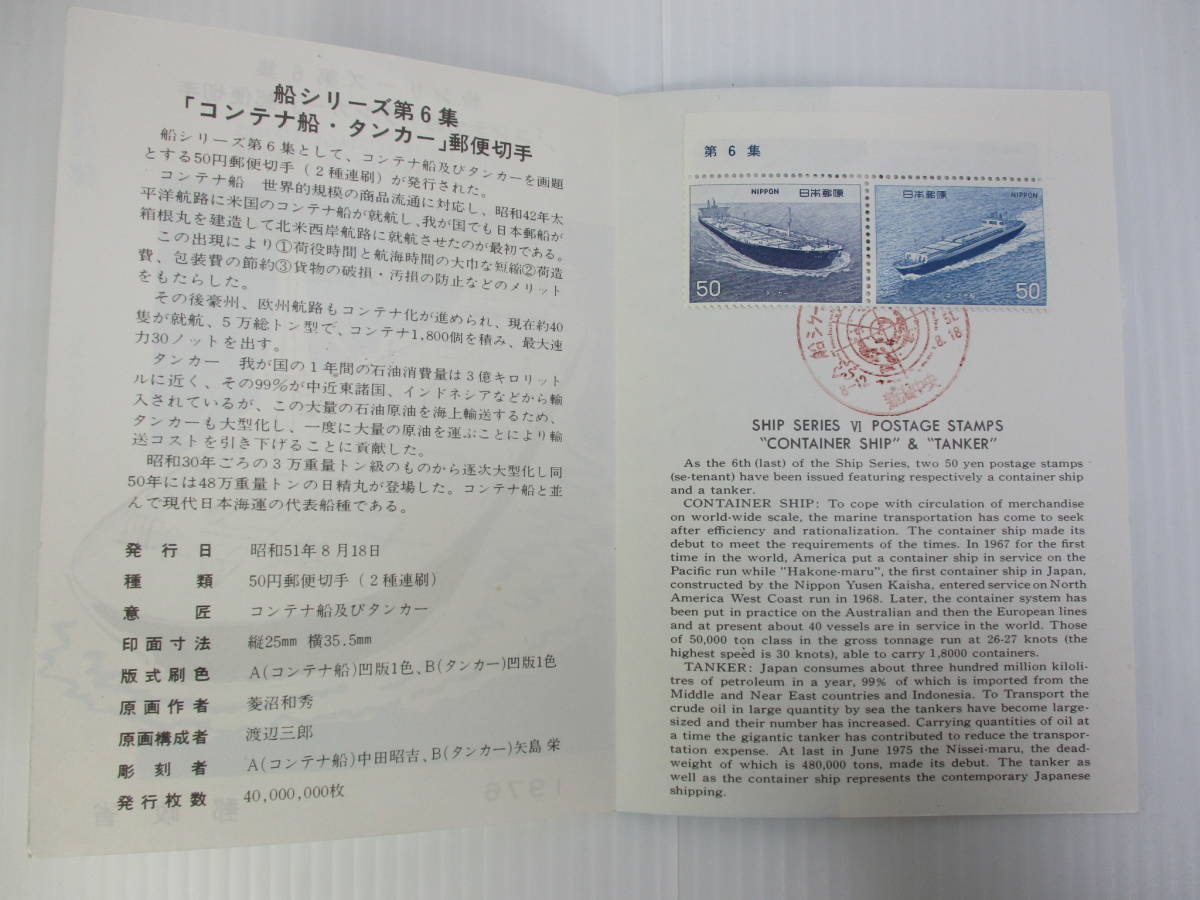 船シリーズ第6集
「コンテナ船・タンカー」郵便切手
船シリーズ第6集として、コンテナ船及びタンカーを画題
とする50円郵便切手（2種連刷）が発行された。
コンテナ船　世界的規模の商品流通に対応し、昭和42年太
平洋航路に米国のコンテナ船が就航し、我が国でも日本郵船が
箱根丸を建造して北米西岸航路に就航させたのが最初である。
この出現により①荷役時間と航海時間の大巾な短縮②荷造
費、包装費の節約③貨物の破損・汚損の防止などのメリット
をもたらした。
その後豪州、欧州航路もコンテナ化が進められ、現在約40
隻が就航、5万総トン型で、コンテナ1,800個を積み、最大速
力30ノットを出す。
タンカー　我が国の1年間の石油消費量は3億キロリット
ルに近く、その99%が中近東諸国、インドネシアなどから輸
入されているが、この大量の石油原油を海上輸送するため、
タンカーも大型化し、一度に大量の原油を運ぶことにより輸
送コストを引き下げることに貢献した。
昭和30年ごろの3万重量トン級のものから逐次大型化し同
50年には48万重量トンの日精丸が登場した。コンテナ船と並
んで現代日本海運の代表船種である。
発行日　昭和51年8月18日
種類　50円郵便切手（2種連刷）
意匠　コンテナ船及びタンカー
印面寸法　縦25mm 横35.5mm
版式刷色　A(コンテナ船)凹版1色、B(タンカー)凹版1色
原画作者　菱沼和秀
原画構成者　渡辺三郎
彫刻者　A(コンテナ船)中田昭吉、B(タンカー)矢島 栄
発行枚数　40,000,000枚
第6集
NIPPON 日本郵便
50
日本郵便 NIPPON
50
船シリーズ
51.
8.18
SHIP SERIES VI POSTAGE STAMPS
"CONTAINER SHIP" & "TANKER"
As the 6th (last) of the Ship Series, two 50 yen postage stamps
(se-tenant) have been issued featuring respectively a container ship
and a tanker.
CONTAINER SHIP: To cope with circulation of merchandise
on world-wide scale, the marine transportation has come to seek
after efficiency and rationalization. The container ship made its
debut to meet the requirements of the times. In 1967 for the first
time in the world, America put a container ship in service on the
Pacific run while "Hakone-maru", the first container ship in Japan,
constructed by the Nippon Yusen Kaisha, entered service on North
America West Coast run in 1968. Later, the container system has
been put in practice on the Australian and then the European lines
and at present about 40 vessels are in service in the world. Those
of 50,000 ton class in the gross tonnage run at 26-27 knots (the
highest speed is 30 knots), able to carry 1,8000 containers.
TANKER: Japan consumes about three hundred million kiloli-
tres of petroleum in a year, 99% of which is imported from the
Middle and Near East countries and Indonesia. To Transport the
crude oil in large quantity by sea the tankers have become large-
sized and their number has increased. Carrying quantities of oil at
a time the gigantic tanker has contributed to reduce the transpor-
tation expense. At last in June 1975 the Nissei-maru, the dead-
weight of which is 480,000 tons, made its debut. The tanker as
well as the container ship represents the contemporary Japanese
shipping.